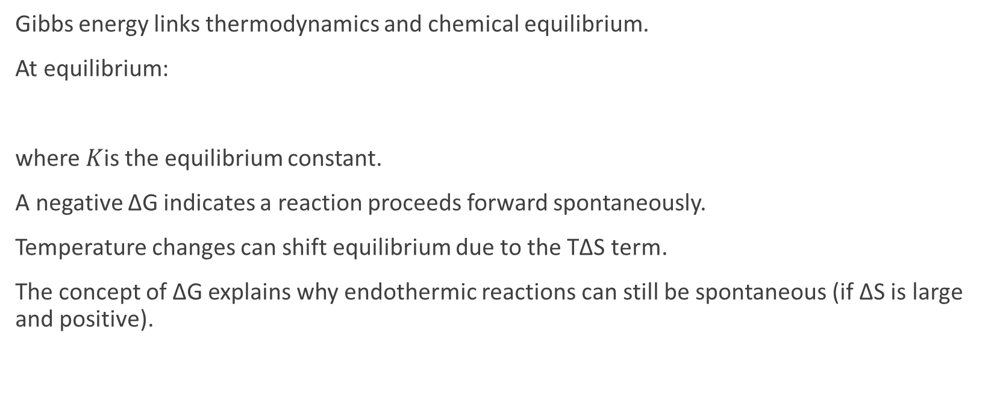 Gibbs energy links thermodynamics and chemical equilibrium.
At equilibrium:
where K is the equilibrium constant.
A negative ΔG indicates a reaction proceeds forward spontaneously.
Temperature changes can shift equilibrium due to the TΔS term.
The concept of ΔG explains why endothermic reactions can still be spontaneous (if ΔS is large
and positive).